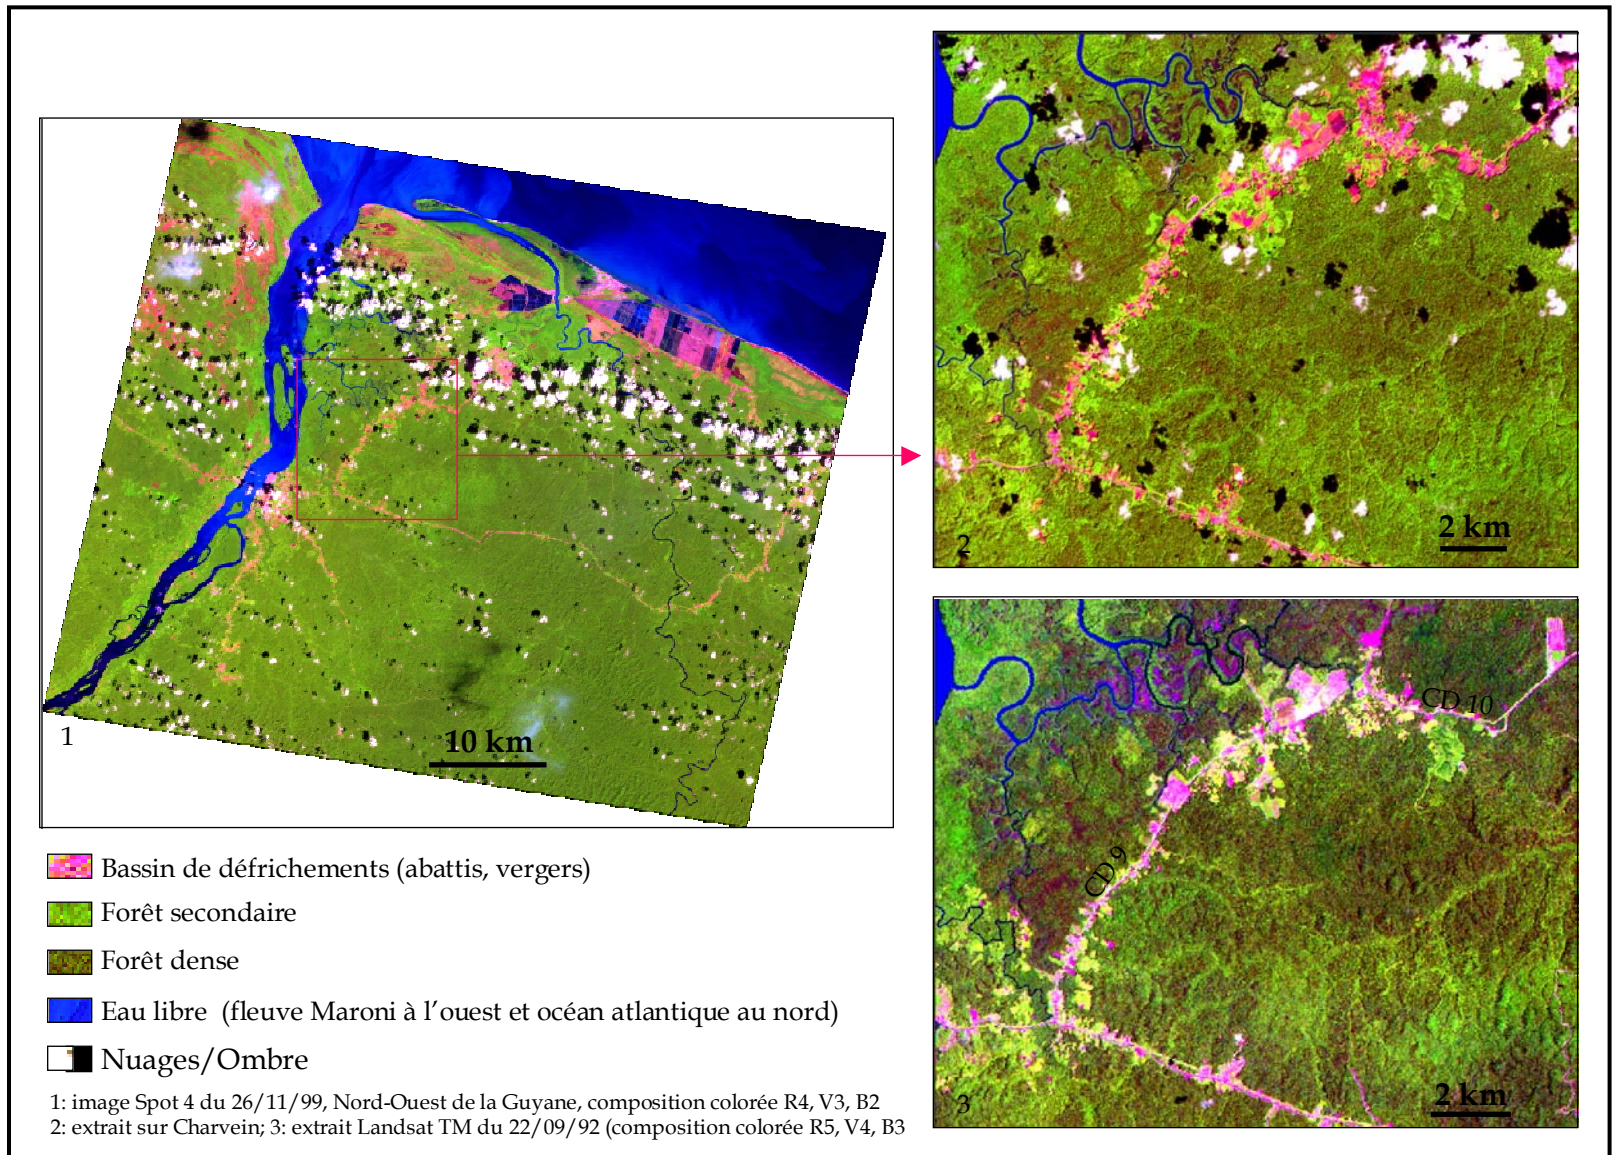 2
2 km
1
10 km
CD 10
CD 9
3
2 km
Bassin de défrichements (abattis, vergers)
Forêt secondaire
Forêt dense
Eau libre (fleuve Maroni à l'ouest et océan atlantique au nord)
Nuages/Ombre
1: image Spot 4 du 26/11/99, Nord-Ouest de la Guyane, composition colorée R4, V3, B2
2: extrait sur Charvein; 3: extrait Landsat TM du 22/09/92 (composition colorée R5, V4, B3